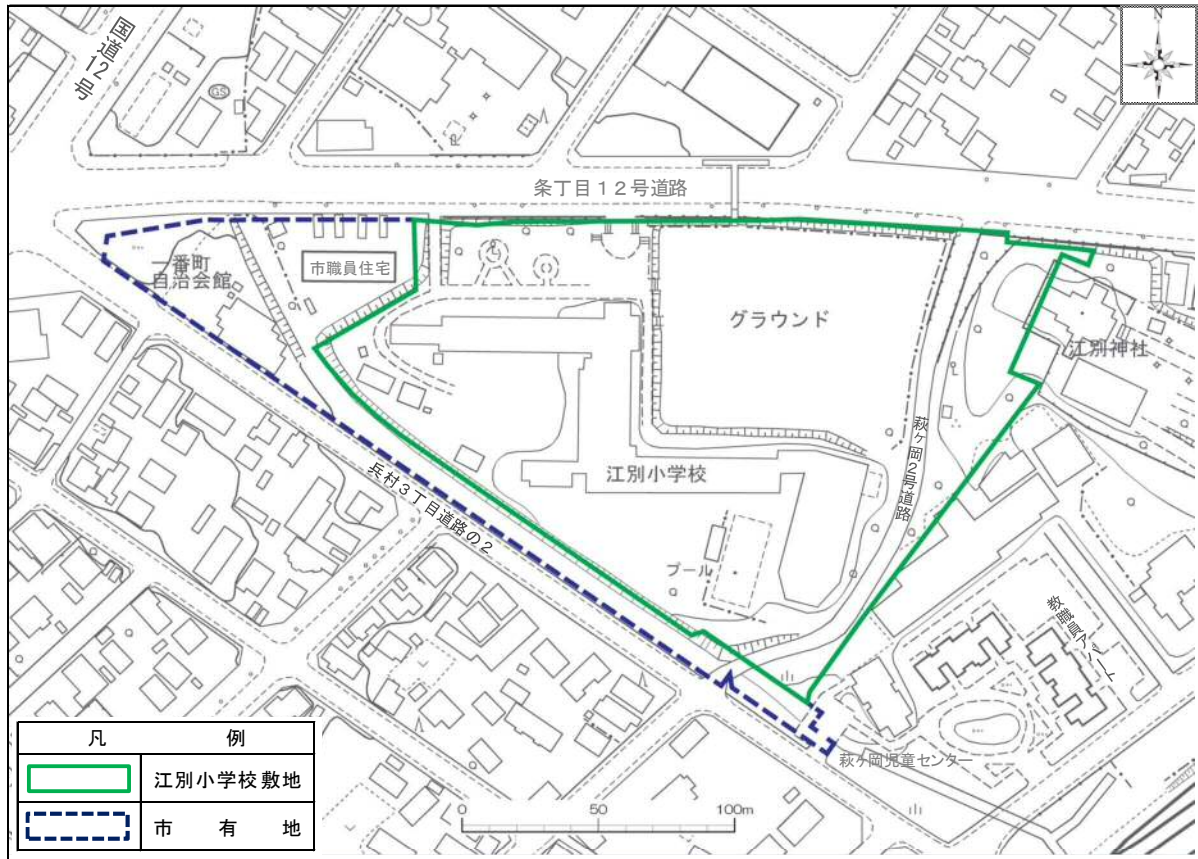 N
国道12号
GS
条丁目12号道路
一番町
自治会館
市職員住宅
グラウンド
江別神社
萩ヶ岡2号道路
江別小学校
兵村3丁目道路の2
プール
教職員アパート
萩ヶ岡児童センター
凡 例
江別小学校敷地
市 有 地
0 50 100m